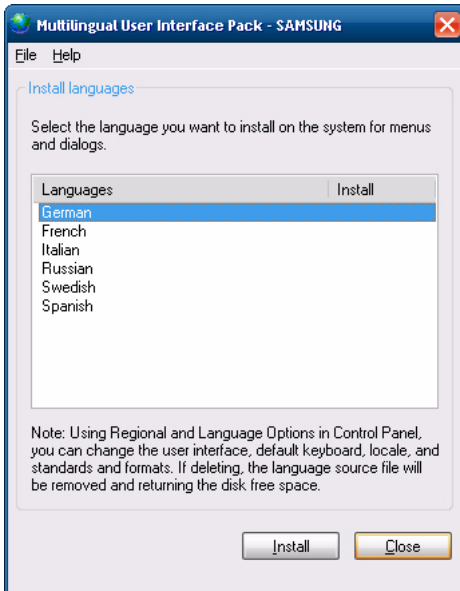 Multilingual User Interface Pack - SAMSUNG
File Help
Install languages
Select the language you want to install on the system for menus
and dialogs.
Languages Install
German
French
Italian
Russian
Swedish
Spanish
Note: Using Regional and Language Options in Control Panel,
you can change the user interface, default keyboard, locale, and
standards and formats. If deleting, the language source file will
be removed and returning the disk free space.
Install Close